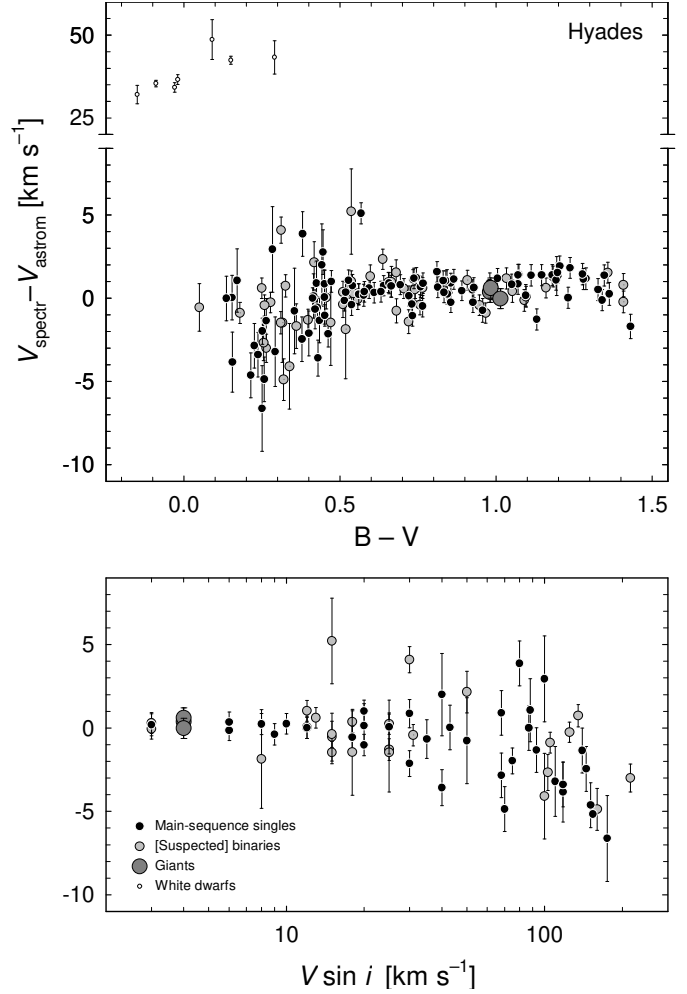 Hyades
50
25
5
0
-5
-10
V_spectr – V_astrom [km s⁻¹]
0.0 0.5 1.0 1.5
B – V
5
0
-5
-10
Main-sequence singles
[Suspected] binaries
Giants
White dwarfs
10 100
V sin i [km s⁻¹]